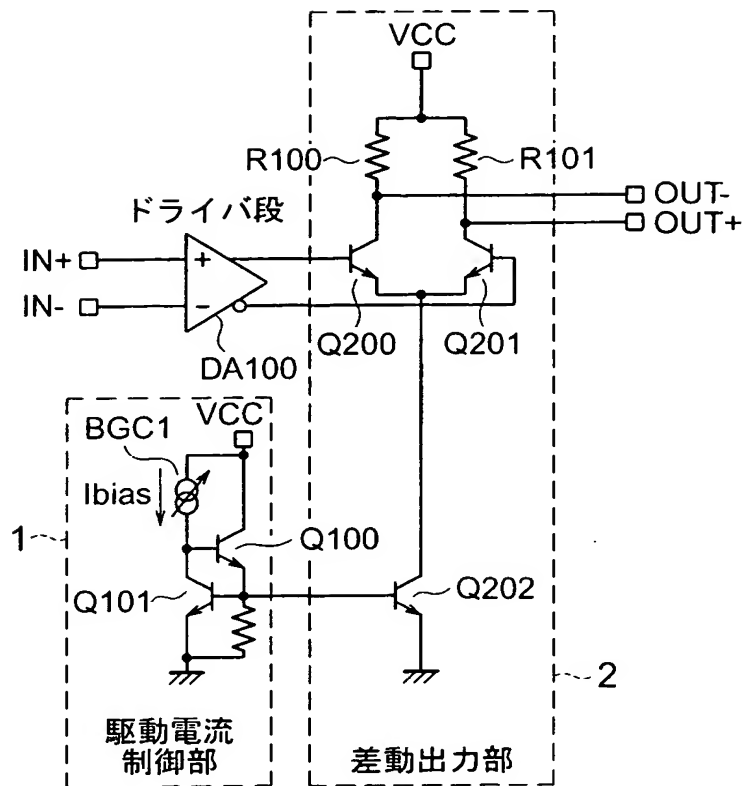 VCC
R100
R101
OUT-
OUT+
ドライバ段
IN+
IN-
+
−
DA100
Q200
Q201
VCC
BGC1
Ibias
1
Q100
Q101
Q202
2
駆動電流
制御部
差動出力部